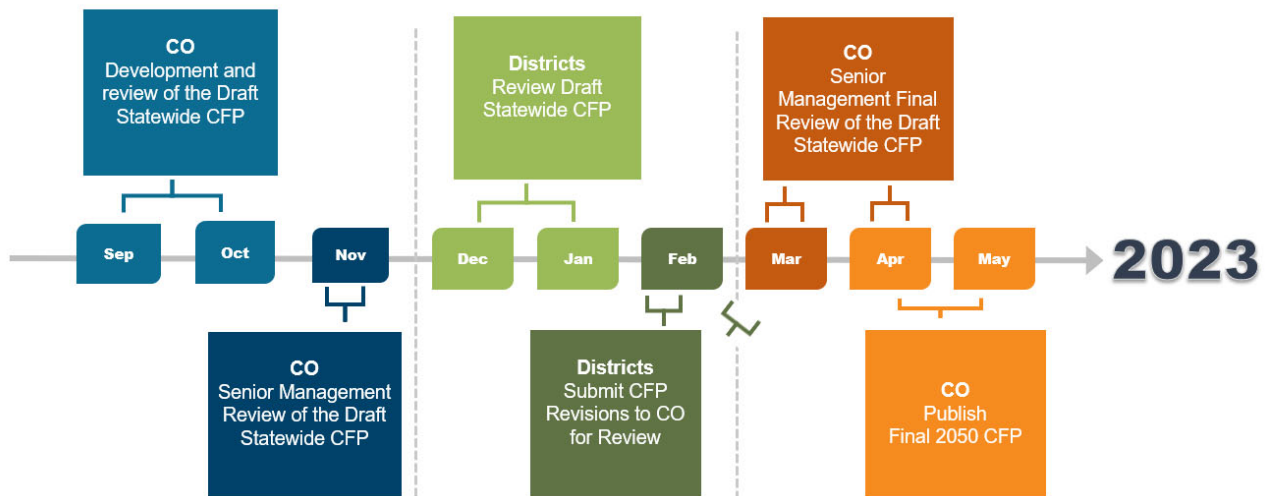 CO
Development and
review of the Draft
Statewide CFP
Districts
Review Draft
Statewide CFP
CO
Senior
Management Final
Review of the Draft
Statewide CFP
Sep
Oct
Nov
Dec
Jan
Feb
Mar
Apr
May
2023
CO
Senior Management
Review of the Draft
Statewide CFP
Districts
Submit CFP
Revisions to CO
for Review
CO
Publish
Final 2050 CFP